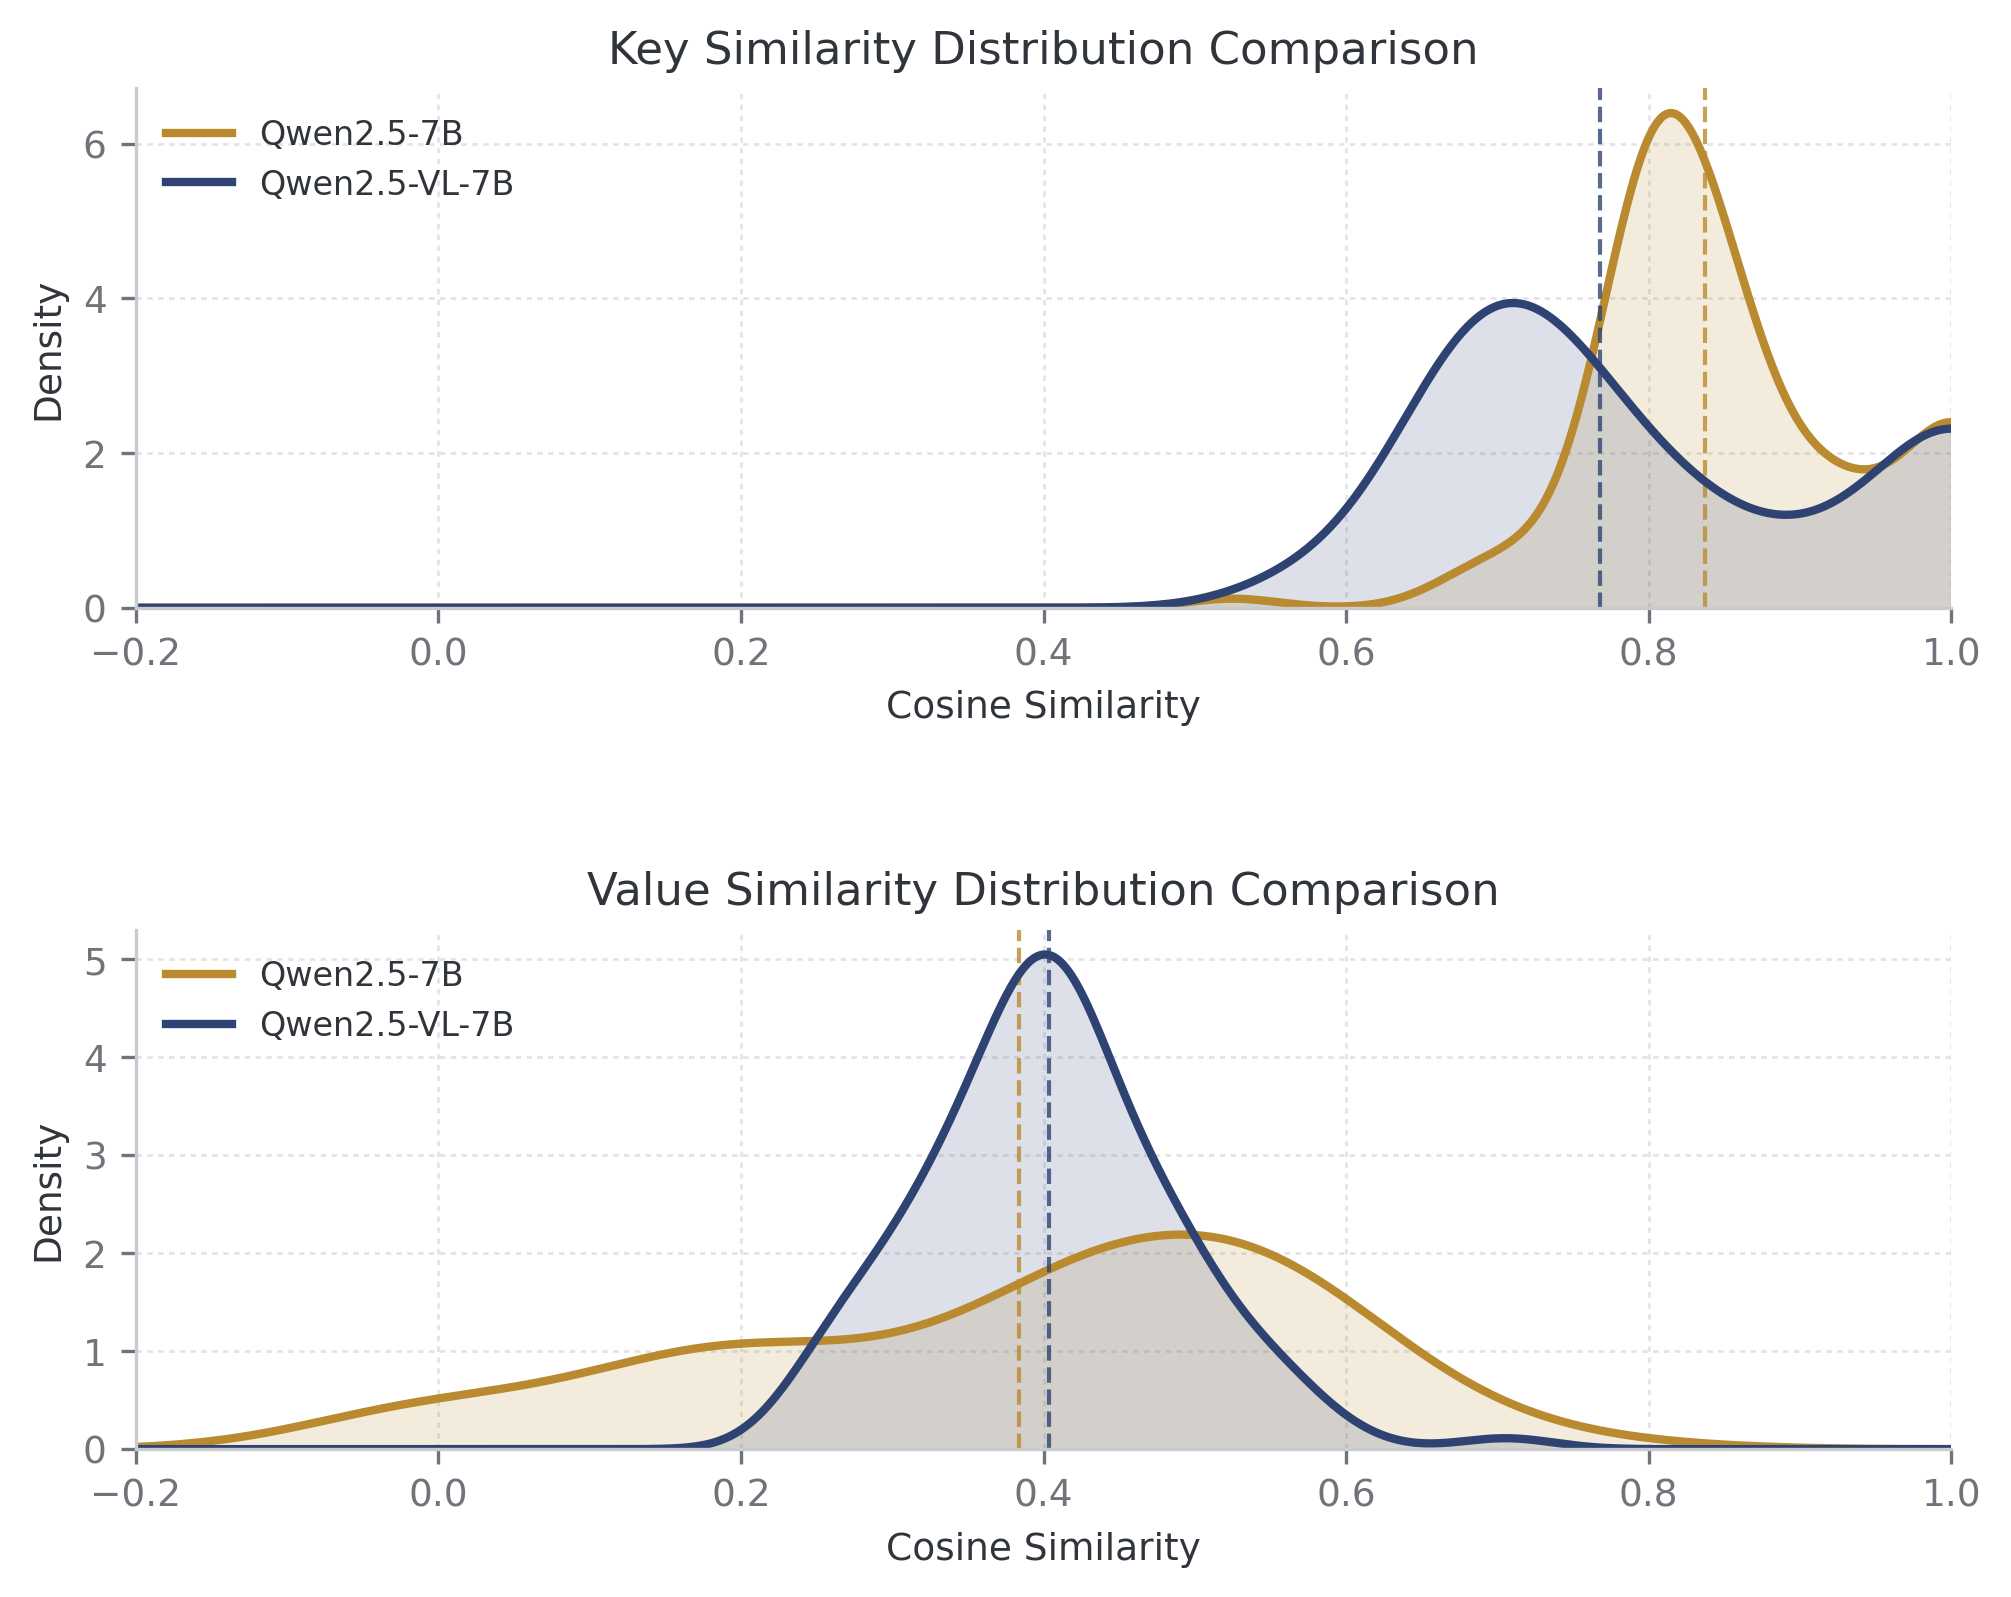 Key Similarity Distribution Comparison
Qwen2.5-7B
Qwen2.5-VL-7B
Density
6
4
2
0
−0.2 0.0 0.2 0.4 0.6 0.8 1.0
Cosine Similarity
Value Similarity Distribution Comparison
Qwen2.5-7B
Qwen2.5-VL-7B
Density
5
4
3
2
1
0
−0.2 0.0 0.2 0.4 0.6 0.8 1.0
Cosine Similarity